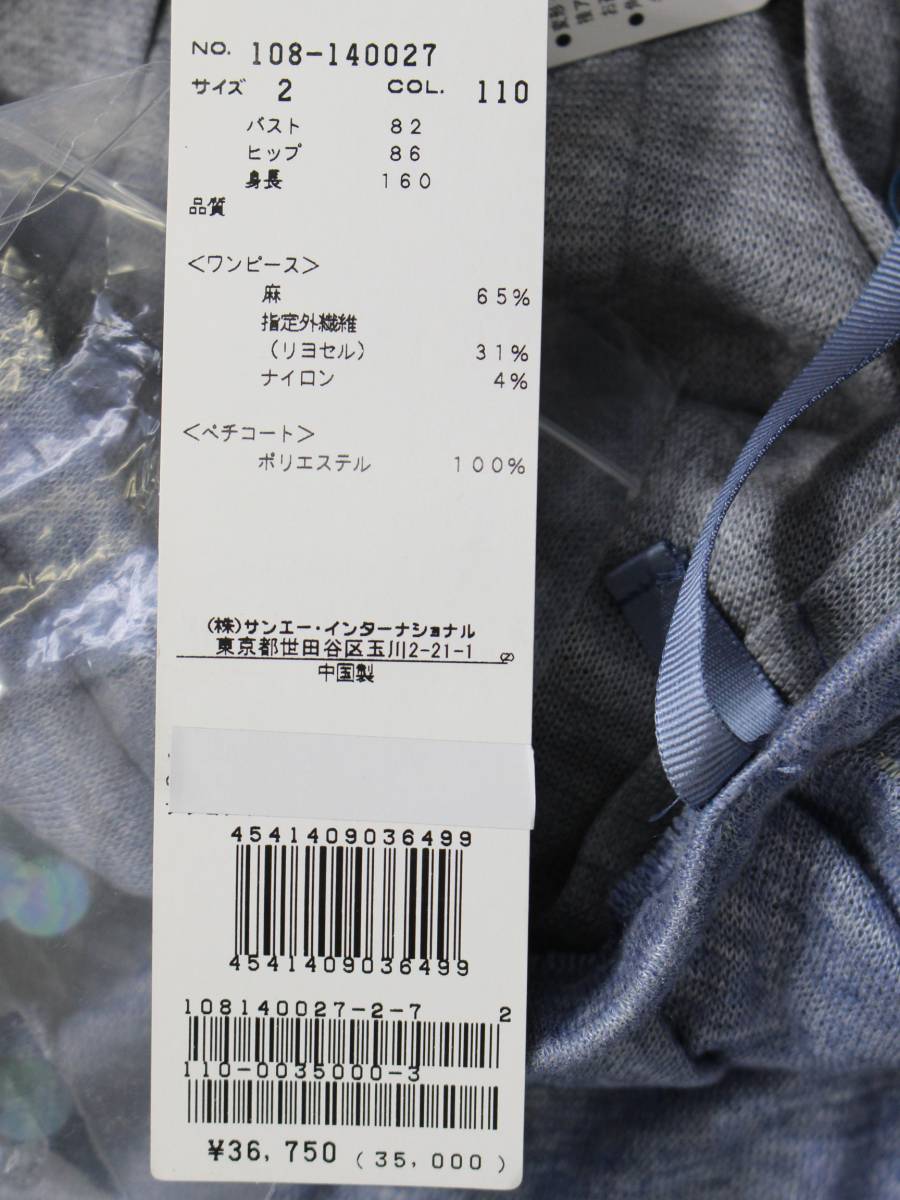 NO. 108-140027
サイズ 2 COL. 110
バスト 82
ヒップ 86
身長 160
品質
<ワンピース>
麻 65%
指定外繊維
(リヨセル) 31%
ナイロン 4%
<ペチコート>
ポリエステル 100%
(株)サンエー・インターナショナル
東京都世田谷区玉川2-21-1
中国製
4541409036499
4541409036499
108140027-2-7 2
110-0035000-3
¥36,750 (35,000)